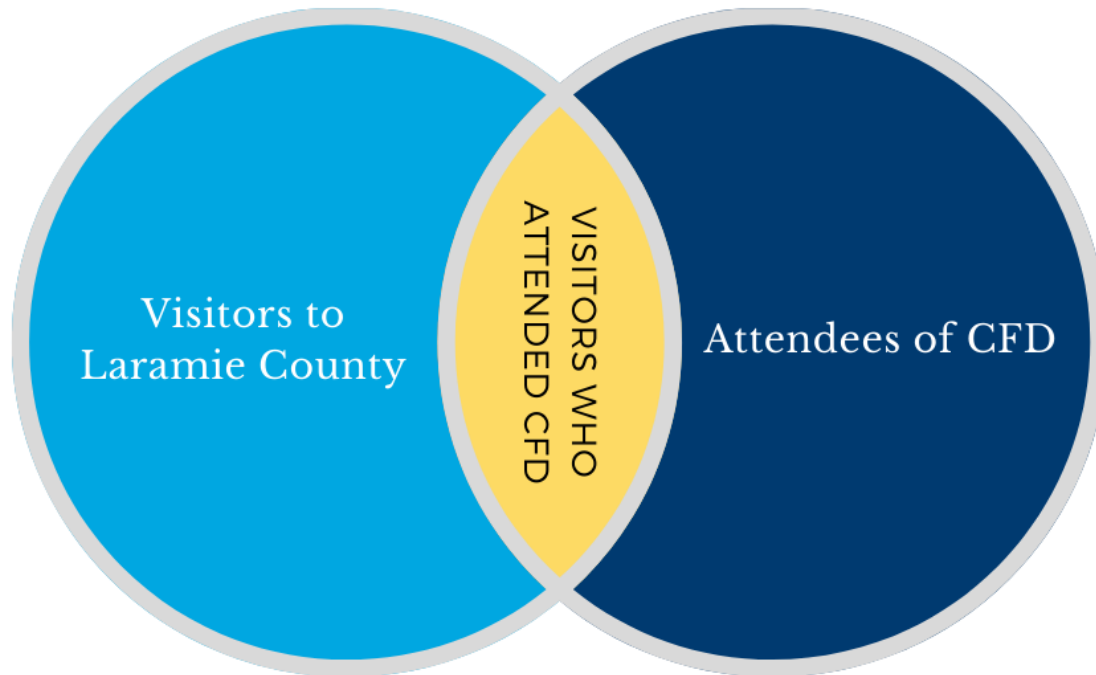 Visitors to
Laramie County
VISITORS WHO
ATTENDED CFD
Attendees of CFD